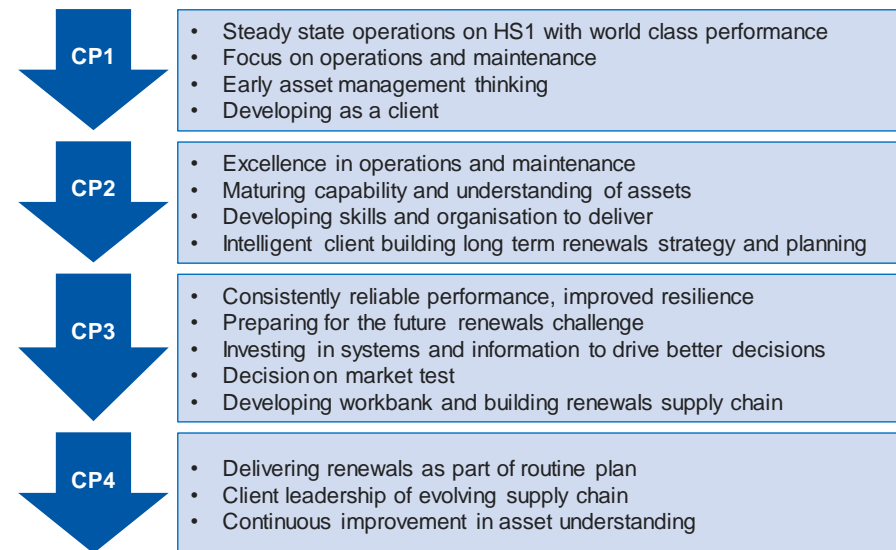 CP1
• Steady state operations on HS1 with world class performance
• Focus on operations and maintenance
• Early asset management thinking
• Developing as a client
CP2
• Excellence in operations and maintenance
• Maturing capability and understanding of assets
• Developing skills and organisation to deliver
• Intelligent client building long term renewals strategy and planning
CP3
• Consistently reliable performance, improved resilience
• Preparing for the future renewals challenge
• Investing in systems and information to drive better decisions
• Decision on market test
• Developing workbank and building renewals supply chain
CP4
• Delivering renewals as part of routine plan
• Client leadership of evolving supply chain
• Continuous improvement in asset understanding